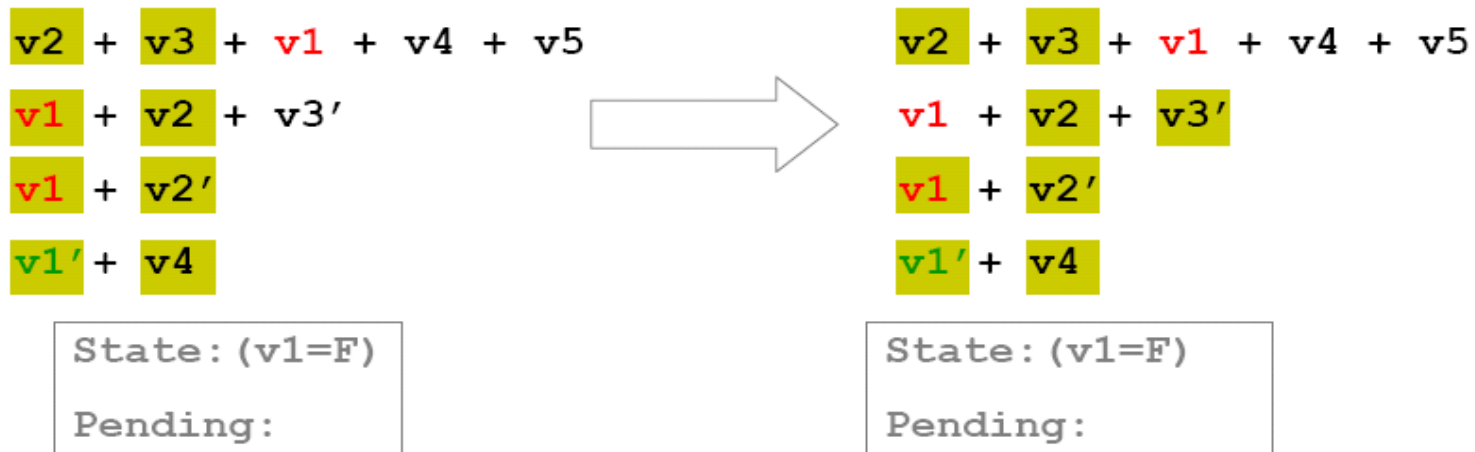 v2 + v3 + v1 + v4 + v5
v1 + v2 + v3′
v1 + v2′
v1′ + v4
State:(v1=F)
Pending:
v2 + v3 + v1 + v4 + v5
v1 + v2 + v3′
v1 + v2′
v1′ + v4
State:(v1=F)
Pending: